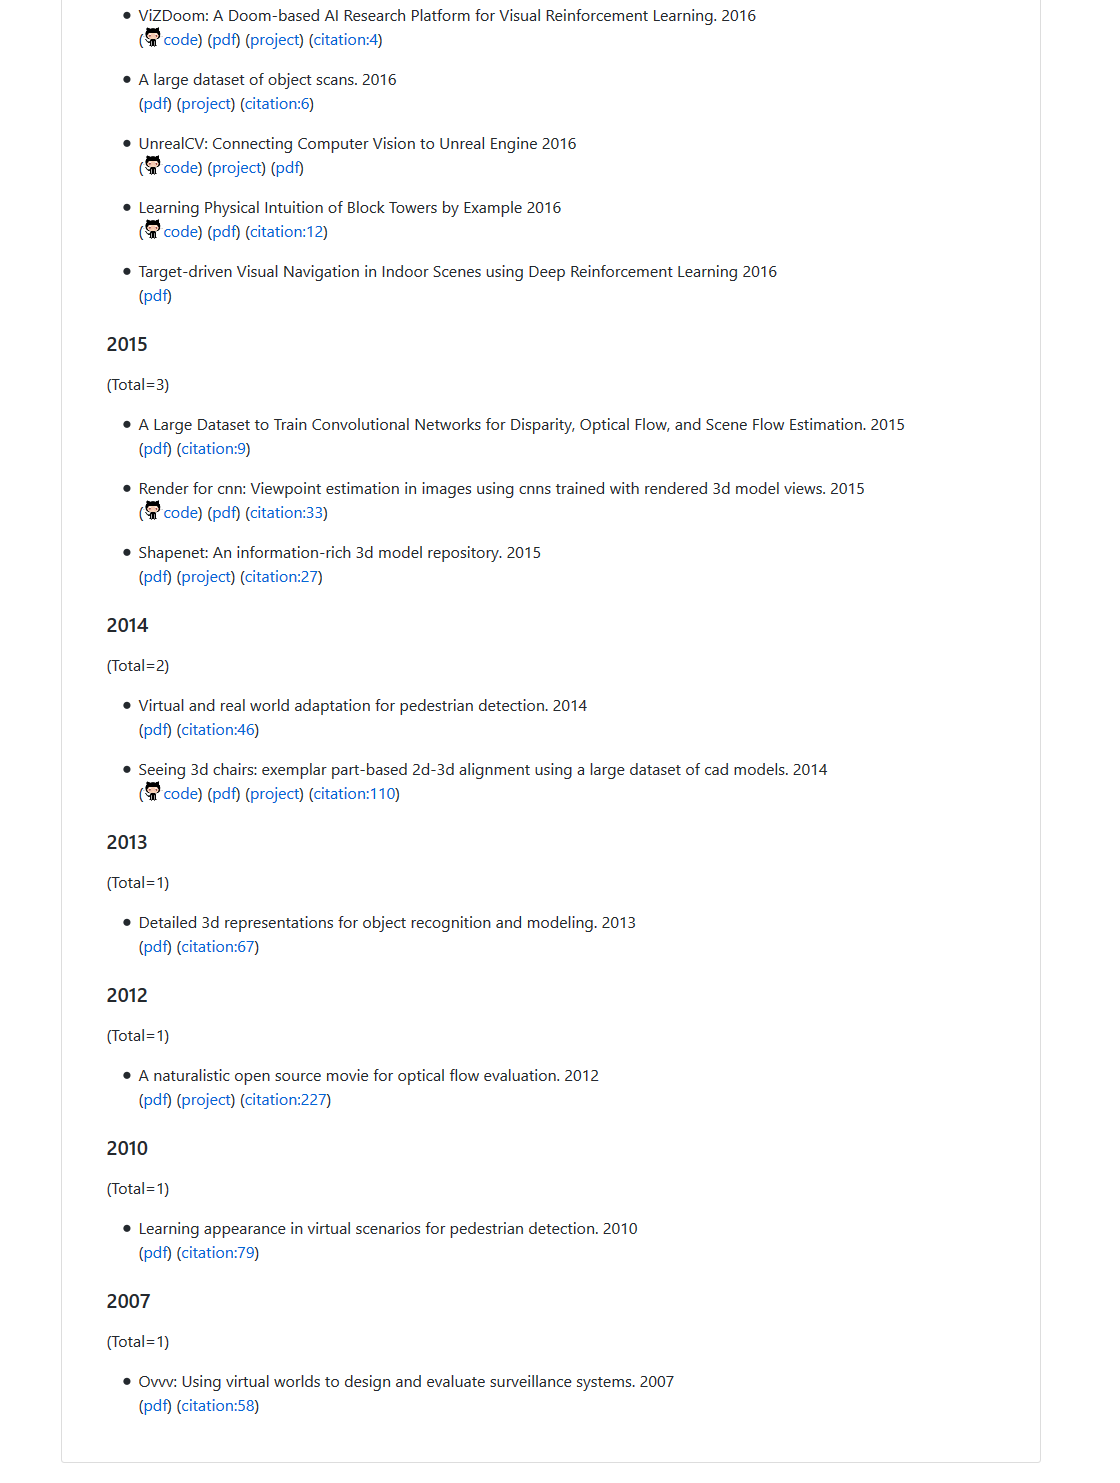 ViZDoom: A Doom-based AI Research Platform for Visual Reinforcement Learning. 2016
(code) (pdf) (project) (citation:4)
A large dataset of object scans. 2016
(pdf) (project) (citation:6)
UnrealCV: Connecting Computer Vision to Unreal Engine 2016
(code) (project) (pdf)
Learning Physical Intuition of Block Towers by Example 2016
(code) (pdf) (citation:12)
Target-driven Visual Navigation in Indoor Scenes using Deep Reinforcement Learning 2016
(pdf)
2015
(Total=3)
A Large Dataset to Train Convolutional Networks for Disparity, Optical Flow, and Scene Flow Estimation. 2015
(pdf) (citation:9)
Render for cnn: Viewpoint estimation in images using cnns trained with rendered 3d model views. 2015
(code) (pdf) (citation:33)
Shapenet: An information-rich 3d model repository. 2015
(pdf) (project) (citation:27)
2014
(Total=2)
Virtual and real world adaptation for pedestrian detection. 2014
(pdf) (citation:46)
Seeing 3d chairs: exemplar part-based 2d-3d alignment using a large dataset of cad models. 2014
(code) (pdf) (project) (citation:110)
2013
(Total=1)
Detailed 3d representations for object recognition and modeling. 2013
(pdf) (citation:67)
2012
(Total=1)
A naturalistic open source movie for optical flow evaluation. 2012
(pdf) (project) (citation:227)
2010
(Total=1)
Learning appearance in virtual scenarios for pedestrian detection. 2010
(pdf) (citation:79)
2007
(Total=1)
Ovvv: Using virtual worlds to design and evaluate surveillance systems. 2007
(pdf) (citation:58)